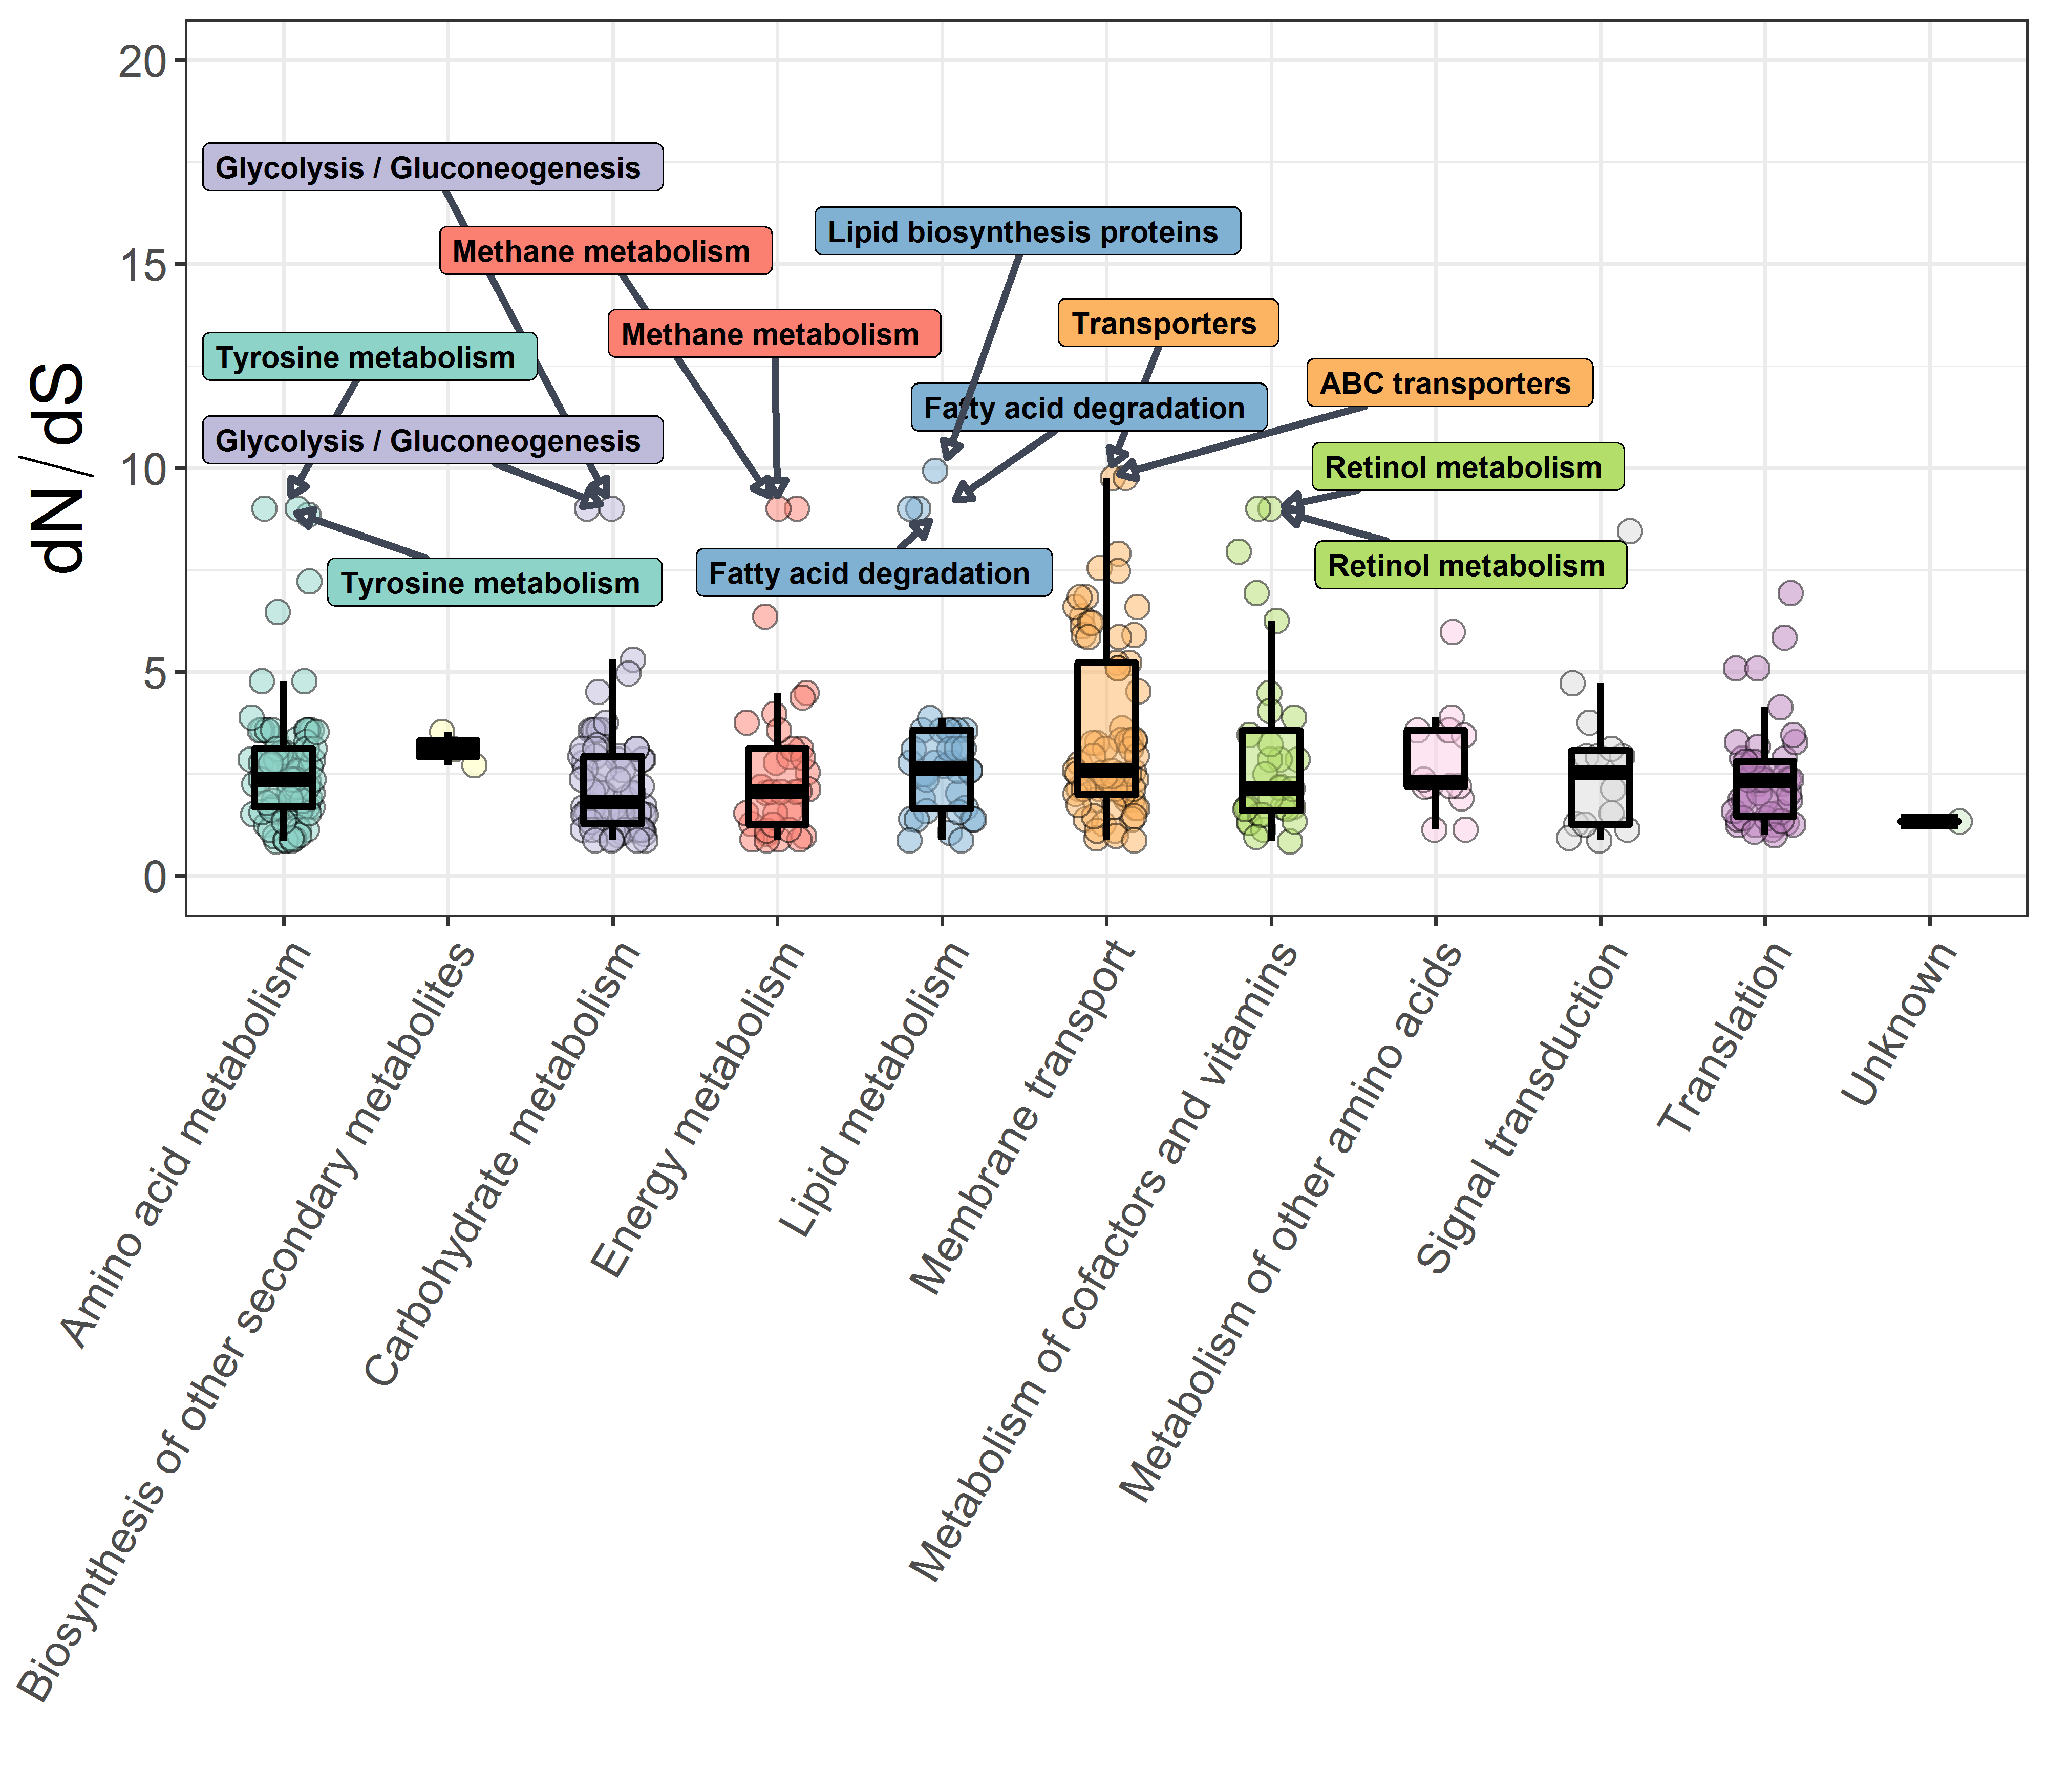 20
15
10
5
0
dN / dS
Glycolysis / Gluconeogenesis
Lipid biosynthesis proteins
Methane metabolism
Transporters
Methane metabolism
Tyrosine metabolism
ABC transporters
Fatty acid degradation
Glycolysis / Gluconeogenesis
Retinol metabolism
Retinol metabolism
Fatty acid degradation
Tyrosine metabolism
Amino acid metabolism
Biosynthesis of other secondary metabolites
Carbohydrate metabolism
Energy metabolism
Lipid metabolism
Membrane transport
Metabolism of cofactors and vitamins
Metabolism of other amino acids
Signal transduction
Translation
Unknown